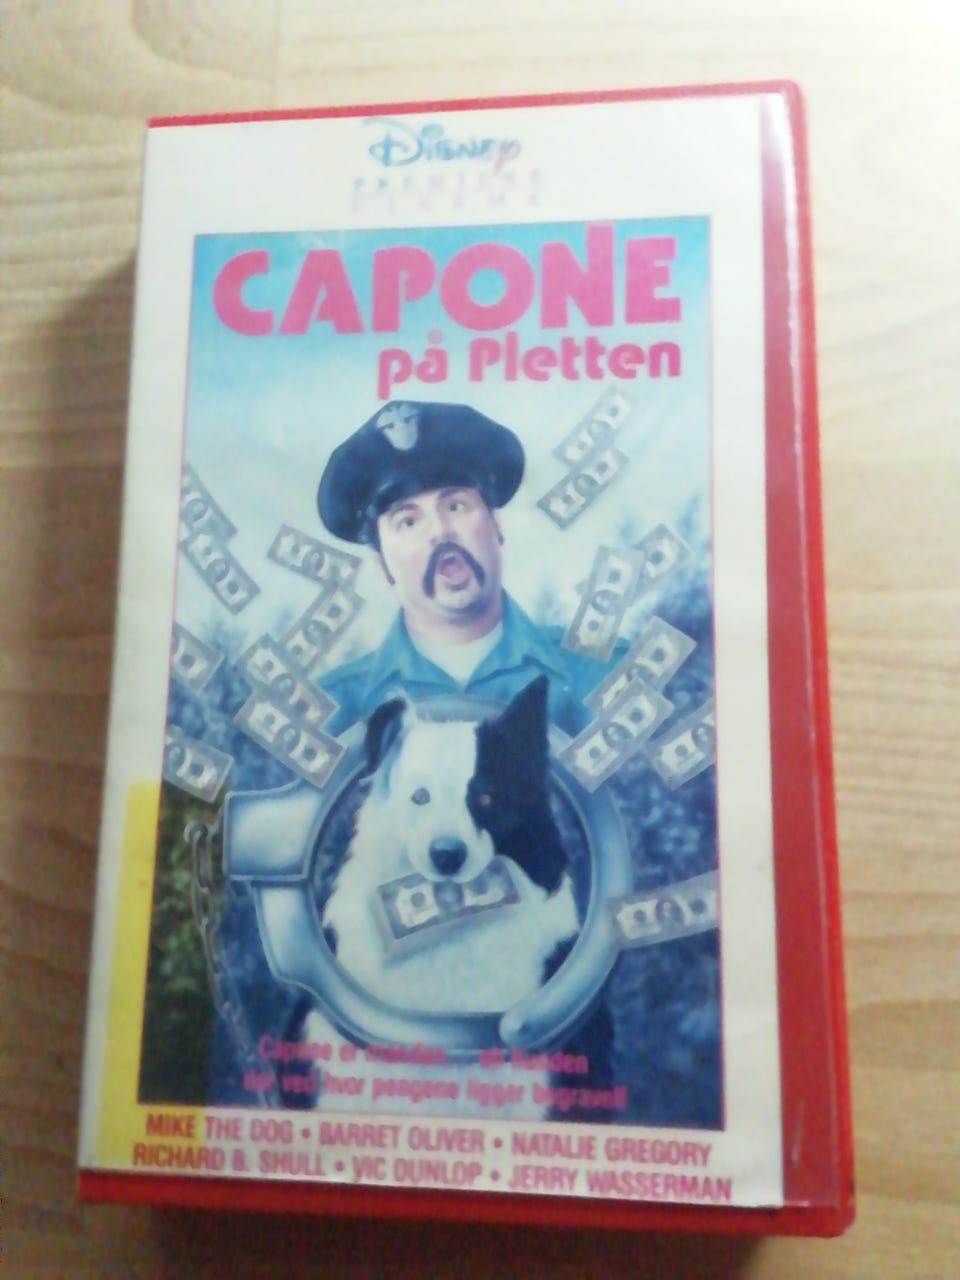 Disney
PREMIERE
CINEMA
CAPONE
på Pletten
Capone er manden... eh hunden
der ved hvor pengene ligger begravet!
MIKE THE DOG • BARRET OLIVER • NATALIE GREGORY
RICHARD B. SHULL • VIC DUNLOP • JERRY WASSERMAN